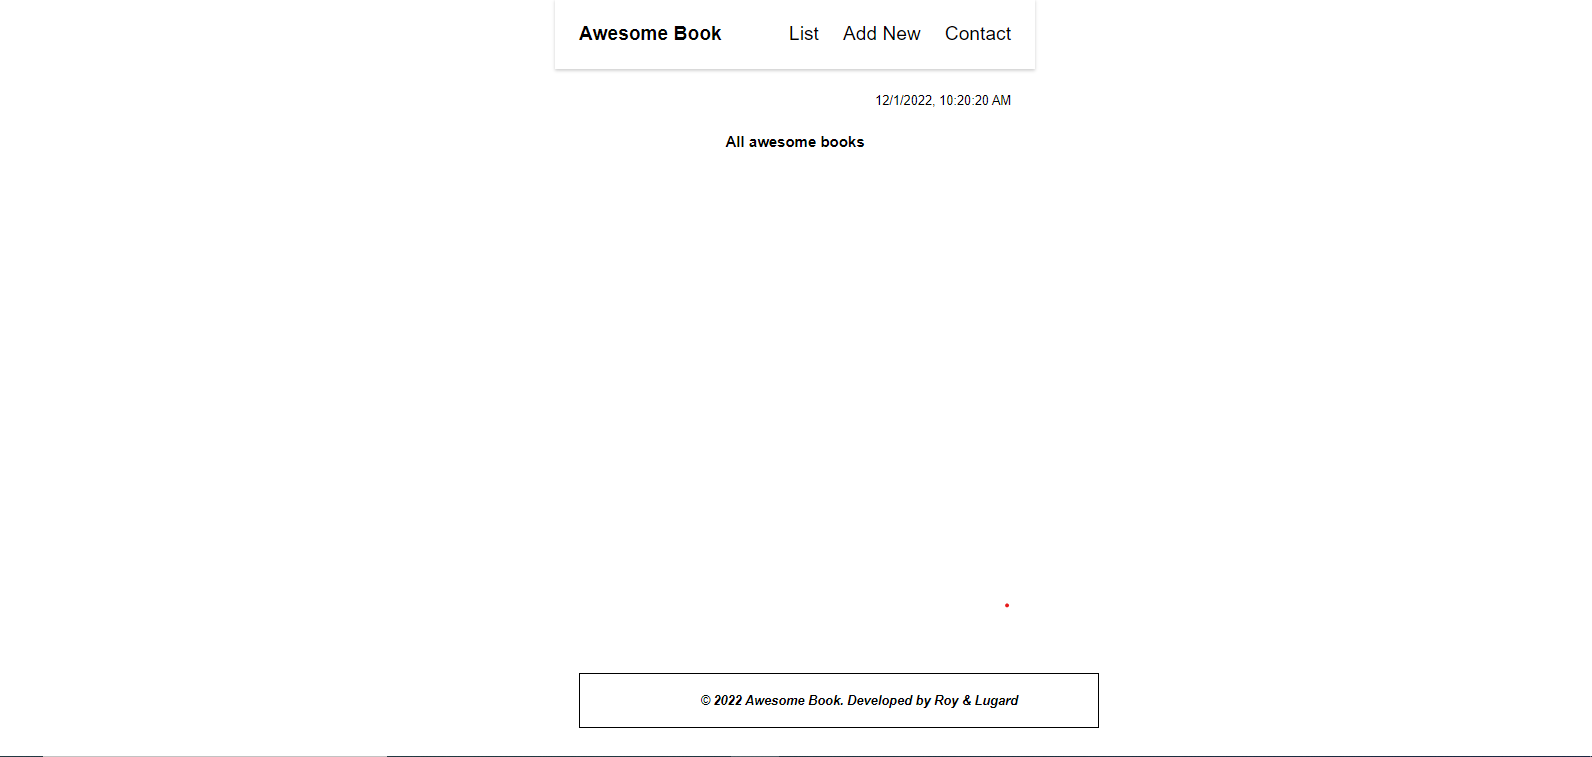 Awesome Book List Add New Contact
12/1/2022, 10:20:20 AM
All awesome books
© 2022 Awesome Book. Developed by Roy & Lugard